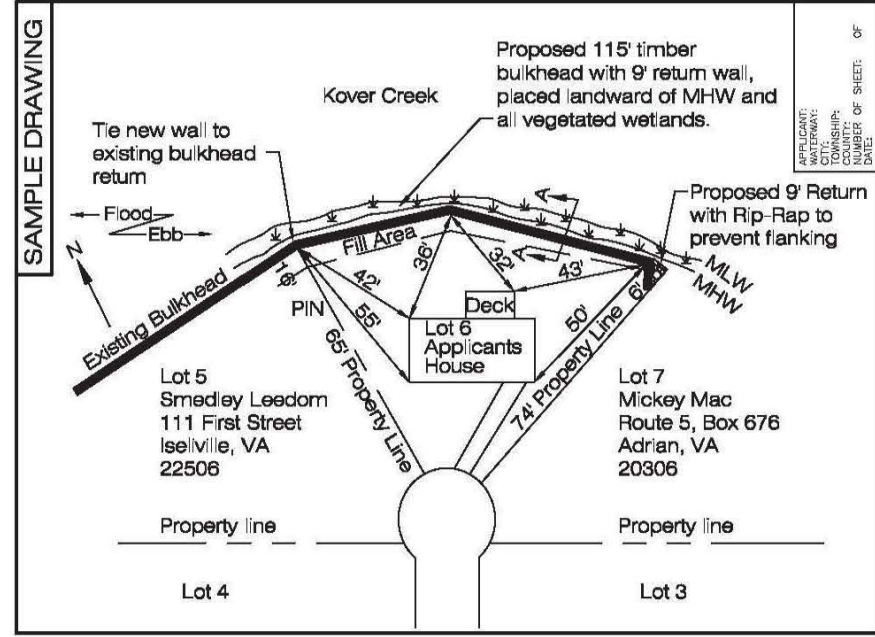 SAMPLE DRAWING
APPLICANT:
WATERWAY:
CITY:
TOWNSHIP:
COUNTY:
NUMBER OF SHEET: OF
DATE:
Kover Creek
Proposed 115' timber
bulkhead with 9' return wall,
placed landward of MHW and
all vegetated wetlands.
Tie new wall to
existing bulkhead
return
Flood
Ebb
N
Proposed 9' Return
with Rip-Rap to
prevent flanking
A
A
Fill Area
MLW
MHW
Existing Bulkhead
16'
42'
36'
32'
43'
6'
PIN
55'
50'
Deck
Lot 6
Applicants
House
65' Property Line
74' Property Line
Lot 5
Smedley Leedom
111 First Street
Isellville, VA
22506
Lot 7
Mickey Mac
Route 5, Box 676
Adrian, VA
20306
Property line
Property line
Lot 4
Lot 3